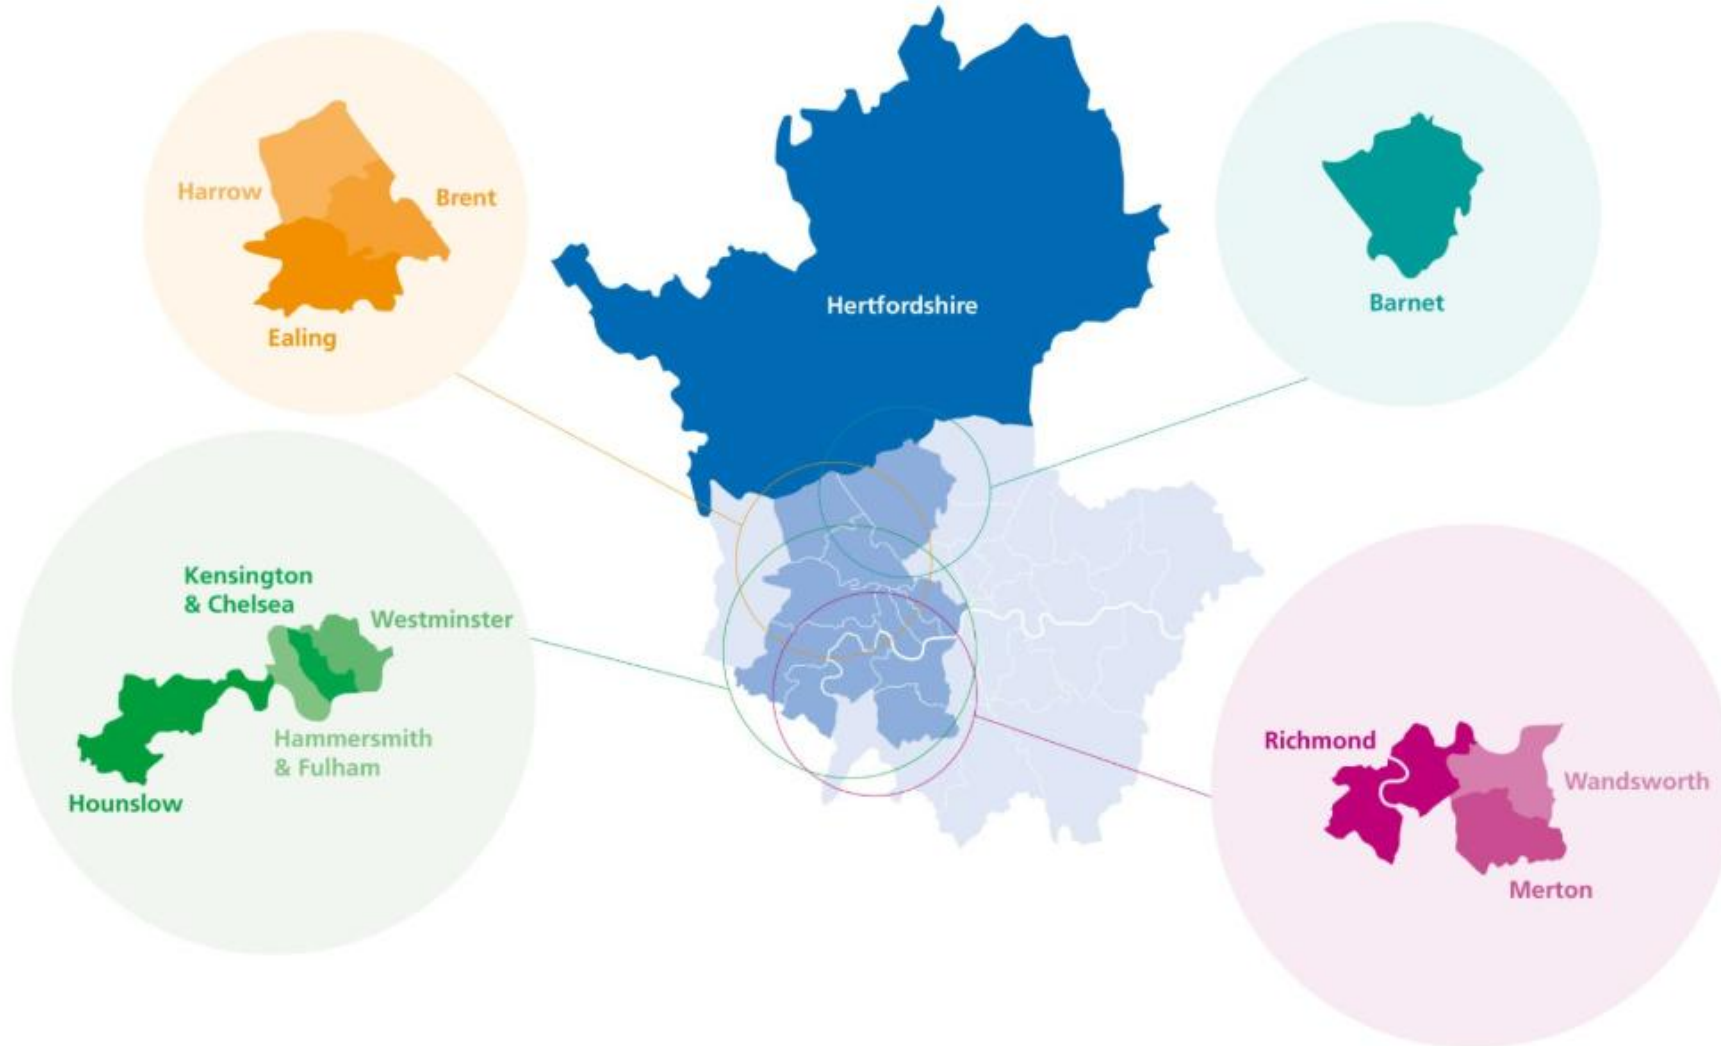 Harrow
Brent
Ealing
Hertfordshire
Barnet
Kensington
& Chelsea
Westminster
Hammersmith
& Fulham
Hounslow
Richmond
Wandsworth
Merton